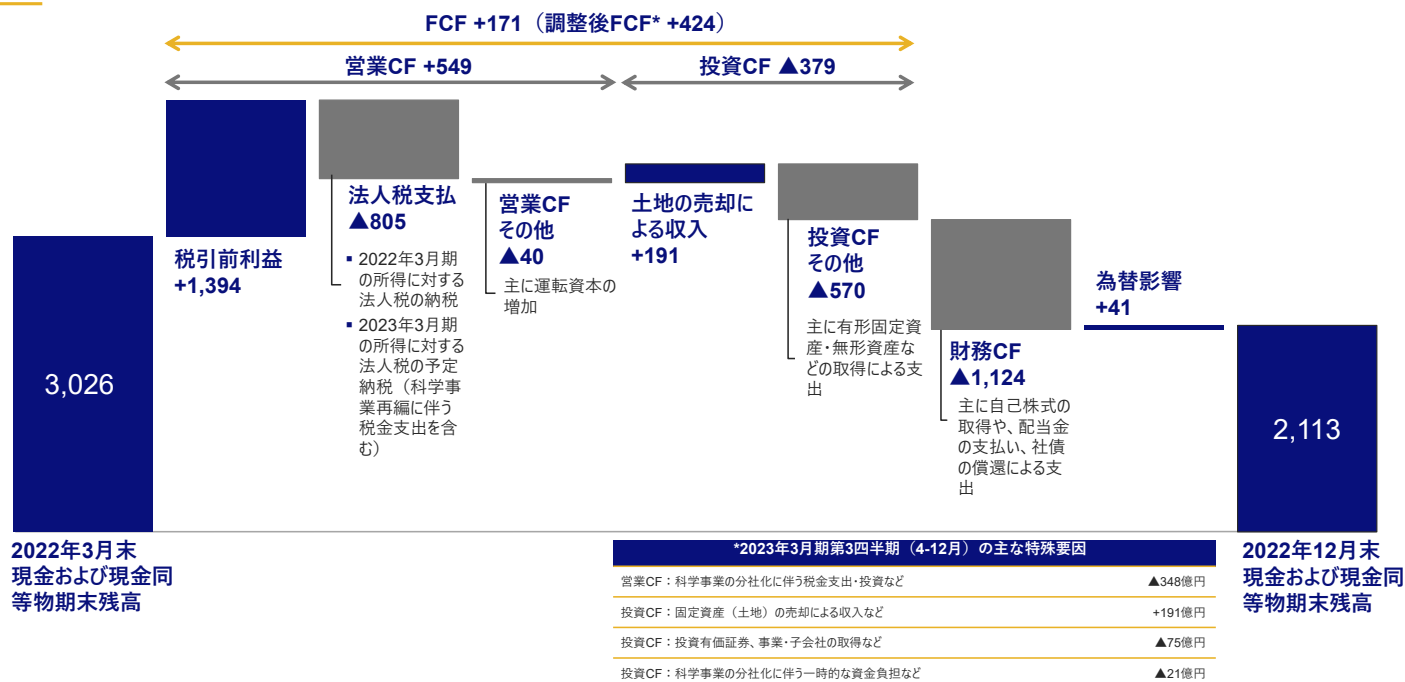 FCF +171（調整後FCF* +424）
営業CF +549
投資CF ▲379
3,026
2022年3月末
現金および現金同
等物期末残高
税引前利益
+1,394
法人税支払
▲805
▪ 2022年3月期
の所得に対する
法人税の納税
▪ 2023年3月期
の所得に対する
法人税の予定
納税（科学事
業再編に伴う
税金支出を含
む）
営業CF
その他
▲40
主に運転資本の
増加
土地の売却に
よる収入
+191
投資CF
その他
▲570
主に有形固定資
産・無形資産な
どの取得による支
出
財務CF
▲1,124
主に自己株式の
取得や、配当金
の支払い、社債
の償還による支
出
為替影響
+41
2,113
2022年12月末
現金および現金同
等物期末残高
*2023年3月期第3四半期（4-12月）の主な特殊要因
営業CF：科学事業の分社化に伴う税金支出・投資など ▲348億円
投資CF：固定資産（土地）の売却による収入など +191億円
投資CF：投資有価証券、事業・子会社の取得など ▲75億円
投資CF：科学事業の分社化に伴う一時的な資金負担など ▲21億円